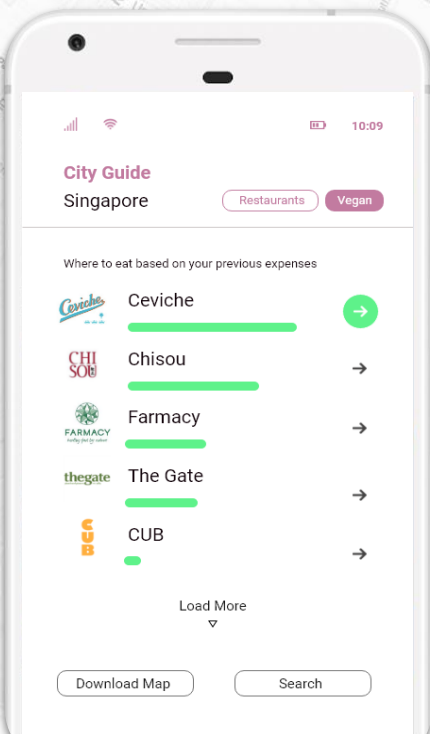 10:09
City Guide
Singapore
Restaurants
Vegan
Where to eat based on your previous expenses
Ceviche
Ceviche
CHI
SOU
Chisou
FARMACY
Farmacy
thegate
The Gate
CUB
CUB
Load More
Download Map
Search